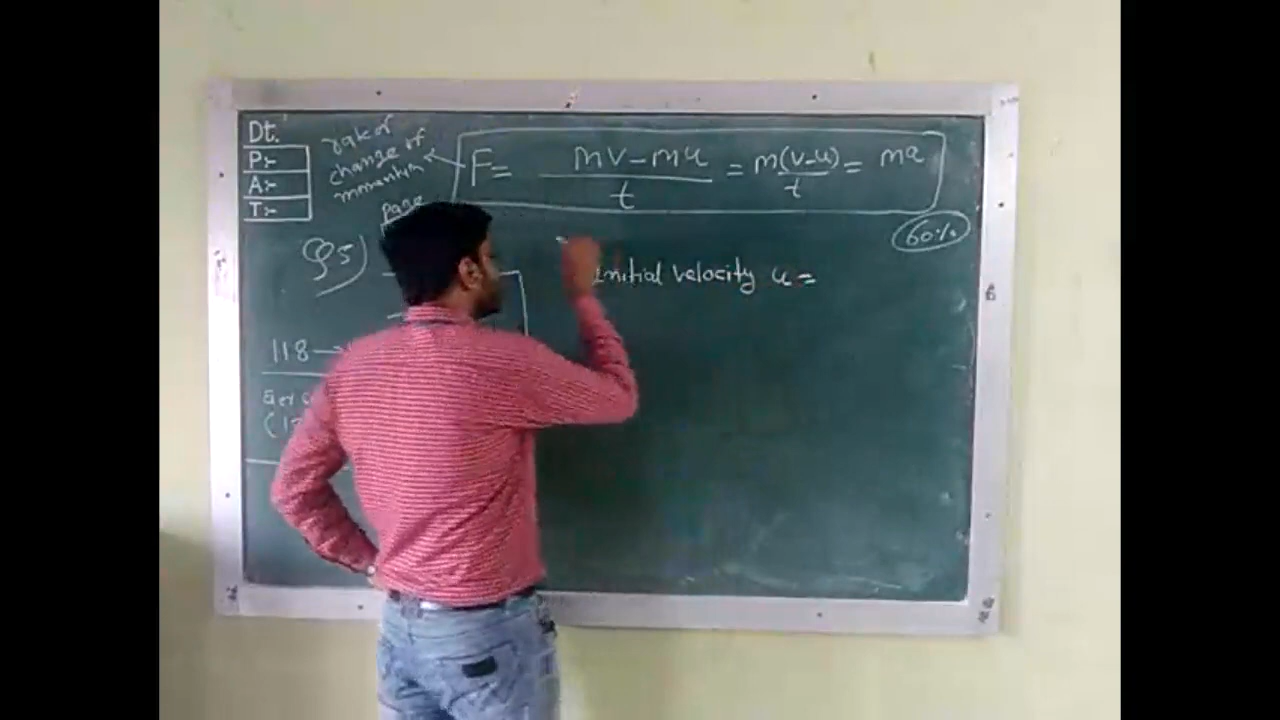 Dt.
P:-
A:-
T:-
rate of
change of
momentum
F = mv - mu / t = m(v-u) / t = ma
page
60%
Q5)
Initial velocity u =
118